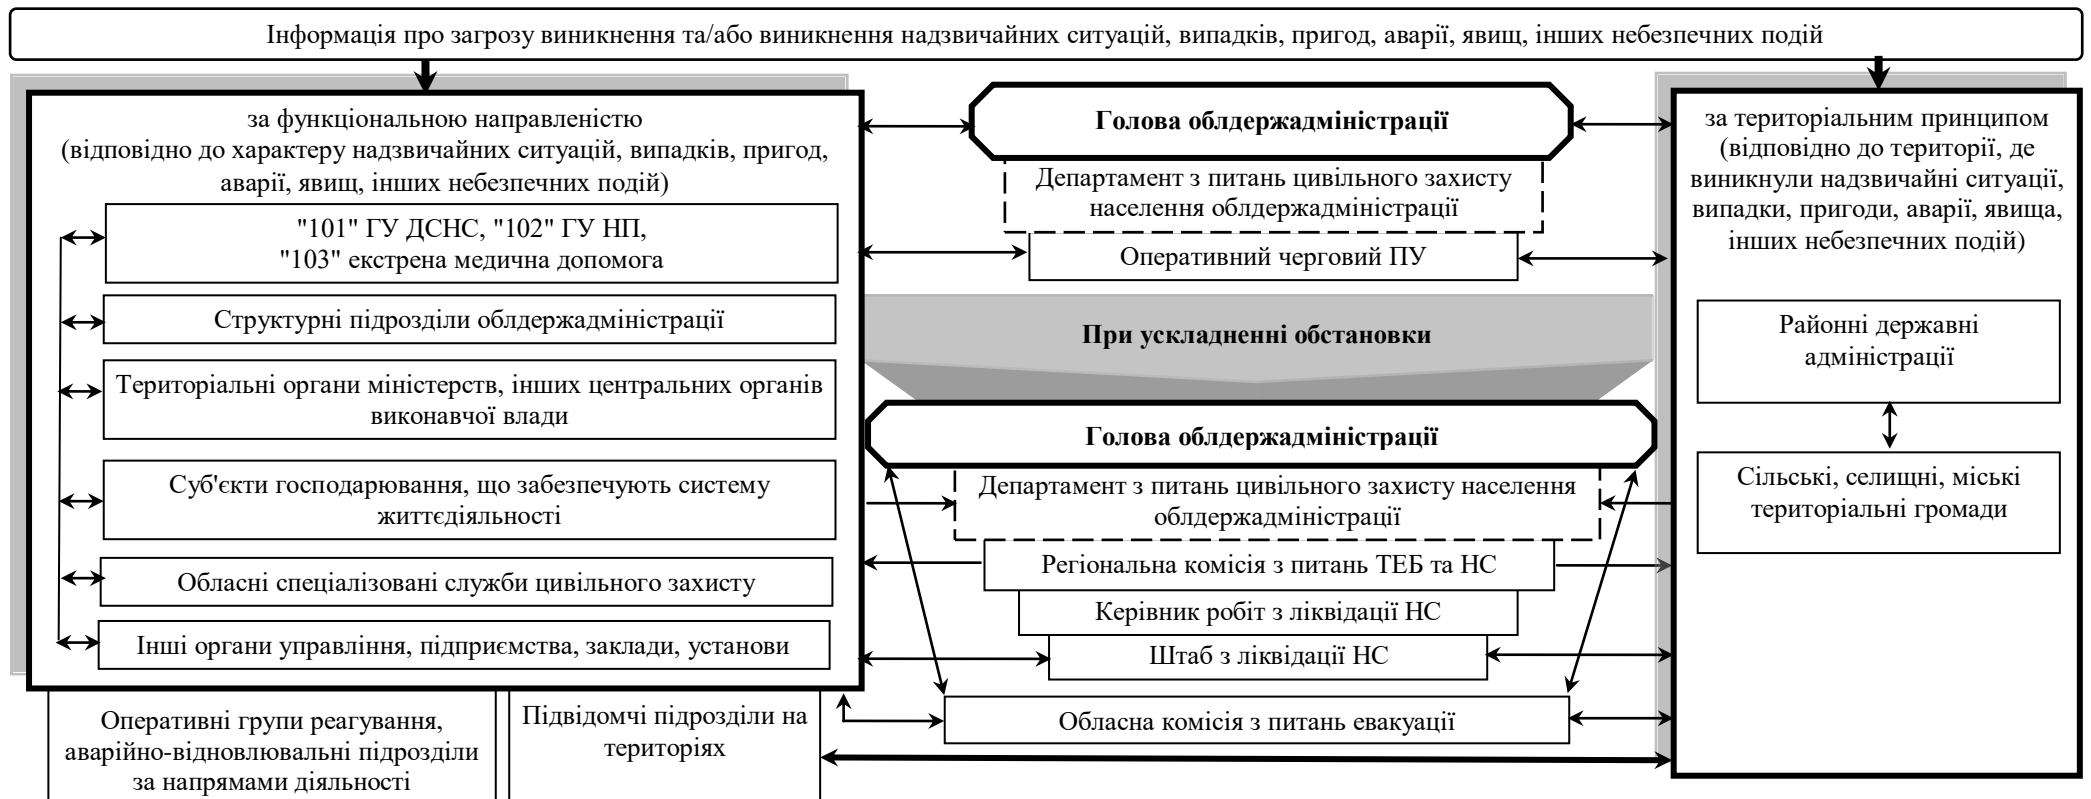 Інформація про загрозу виникнення та/або виникнення надзвичайних ситуацій, випадків, пригод, аварії, явищ, інших небезпечних подій
за функціональною направленістю
(відповідно до характеру надзвичайних ситуацій, випадків, пригод,
аварії, явищ, інших небезпечних подій)
"101" ГУ ДСНС, "102" ГУ НП,
"103" екстрена медична допомога
Структурні підрозділи облдержадміністрації
Територіальні органи міністерств, інших центральних органів
виконавчої влади
Суб'єкти господарювання, що забезпечують систему
життєдіяльності
Обласні спеціалізовані служби цивільного захисту
Інші органи управління, підприємства, заклади, установи
Оперативні групи реагування,
аварійно-відновлювальні підрозділи
за напрямами діяльності
Підвідомчі підрозділи на
територіях
Голова облдержадміністрації
Департамент з питань цивільного захисту
населення облдержадміністрації
Оперативний черговий ПУ
При ускладненні обстановки
Голова облдержадміністрації
Департамент з питань цивільного захисту населення
облдержадміністрації
Регіональна комісія з питань ТЕБ та НС
Керівник робіт з ліквідації НС
Штаб з ліквідації НС
Обласна комісія з питань евакуації
за територіальним принципом
(відповідно до території, де
виникнули надзвичайні ситуації,
випадки, пригоди, аварії, явища,
інших небезпечних подій)
Районні державні
адміністрації
Сільські, селищні, міські
територіальні громади